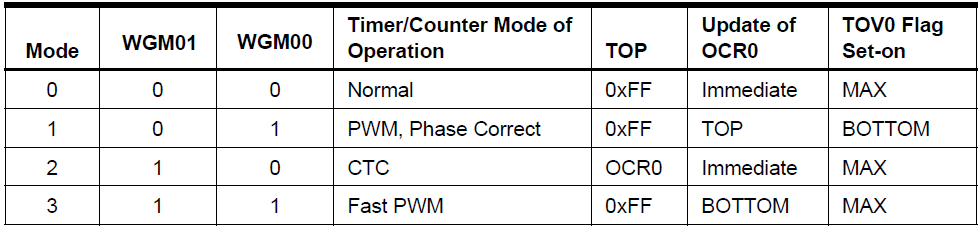 Mode WGM01 WGM00 Timer/Counter Mode of Operation TOP Update of OCR0 TOV0 Flag Set-on
0 0 0 Normal 0xFF Immediate MAX
1 0 1 PWM, Phase Correct 0xFF TOP BOTTOM
2 1 0 CTC OCR0 Immediate MAX
3 1 1 Fast PWM 0xFF BOTTOM MAX